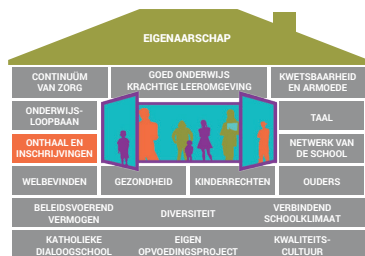 EIGENAARSCHAP
CONTINUÜM
VAN ZORG
GOED ONDERWIJS
KRACHTIGE LEEROMGEVING
KWETSBAARHEID
EN ARMOEDE
ONDERWIJS-
LOOPBAAN
TAAL
ONTHAAL EN
INSCHRIJVINGEN
NETWERK VAN
DE SCHOOL
WELBEVINDEN
GEZONDHEID
KINDERRECHTEN
OUDERS
BELEIDSVOEREND
VERMOGEN
DIVERSITEIT
VERBINDEND
SCHOOLKLIMAAT
KATHOLIEKE
DIALOOGSCHOOL
EIGEN
OPVOEDINGSPROJECT
KWALITEITS-
CULTUUR